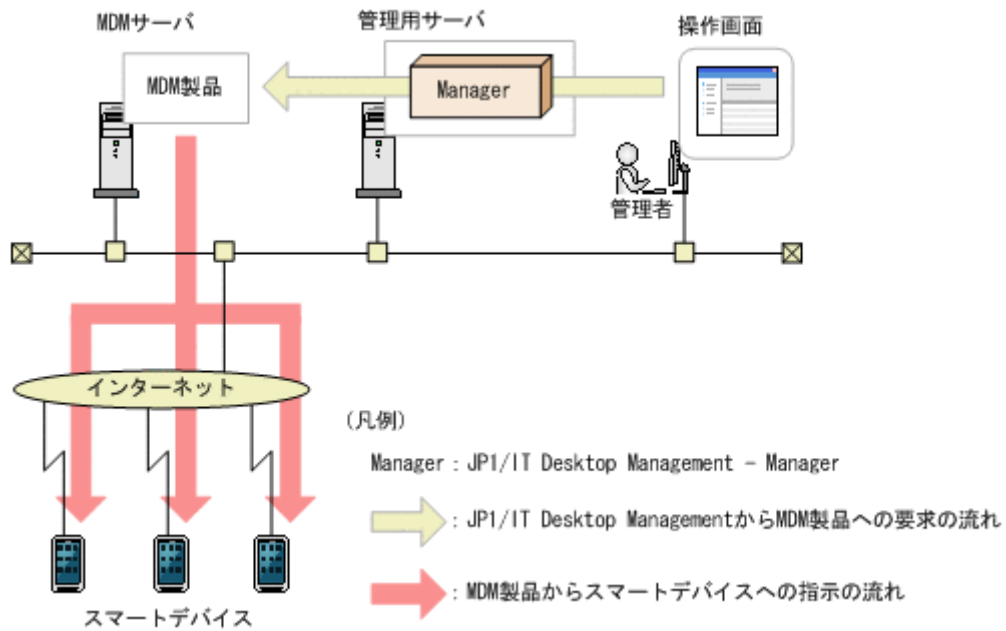 MDMサーバ
管理用サーバ
操作画面
MDM製品
Manager
管理者
インターネット
(凡例)
Manager : JP1/IT Desktop Management - Manager
: JP1/IT Desktop ManagementからMDM製品への要求の流れ
: MDM製品からスマートデバイスへの指示の流れ
スマートデバイス